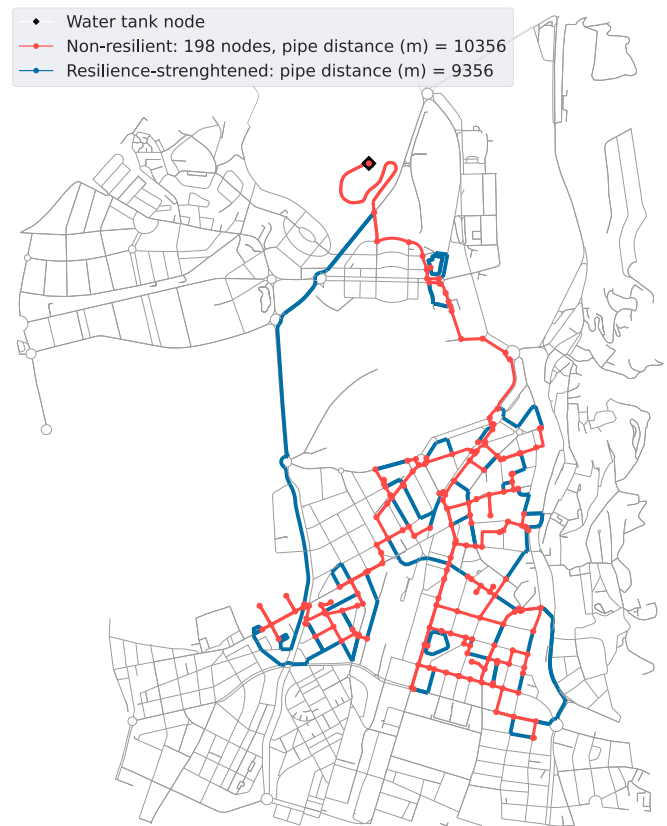 Water tank node
Non-resilient: 198 nodes, pipe distance (m) = 10356
Resilience-strenghtened: pipe distance (m) = 9356